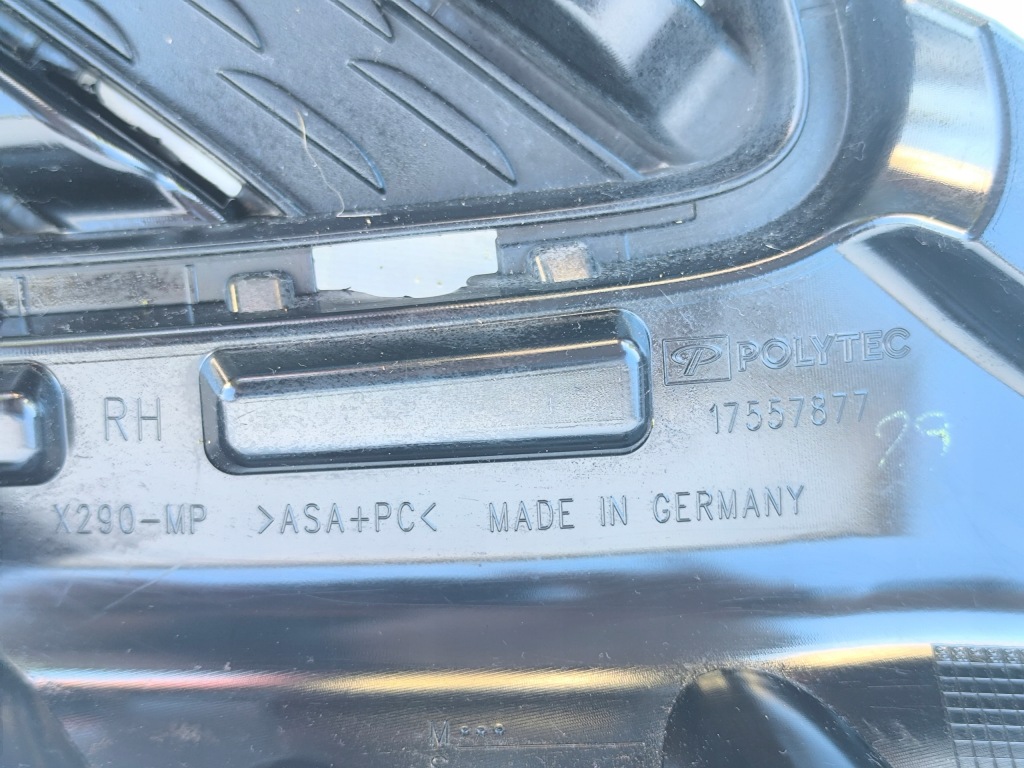 POLYTEC
RH 17557877
29
X290-MP >ASA+PC< MADE IN GERMANY
M